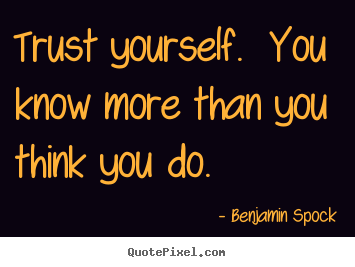 Trust yourself. You
know more than you
think you do.
- Benjamin Spock
QuotePixel.com